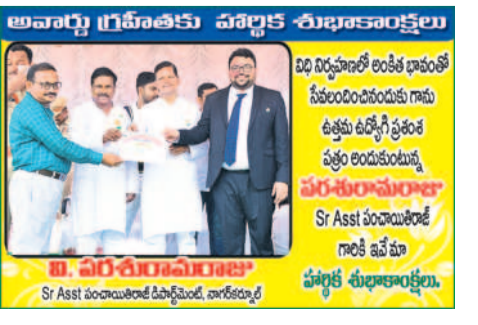 అవార్డు గ్రహీతకు హార్థిక శుభాకాంక్షలు
విధి నిర్వహణలో అంకిత భావంతో
సేవలందించినందుకు గాను
ఉత్తమ ఉద్యోగి ప్రశంశ
పత్రం అందుకుంటున్న
పరశురామరాజు
Sr Asst పంచాయితిరాజ్
గారికి ఇవే మా
హార్థిక శుభాకాంక్షలు.
వి. పరశురామరాజు
Sr Asst పంచాయితిరాజ్ డిపార్ట్‌మెంట్, నాగర్‌కర్నూల్